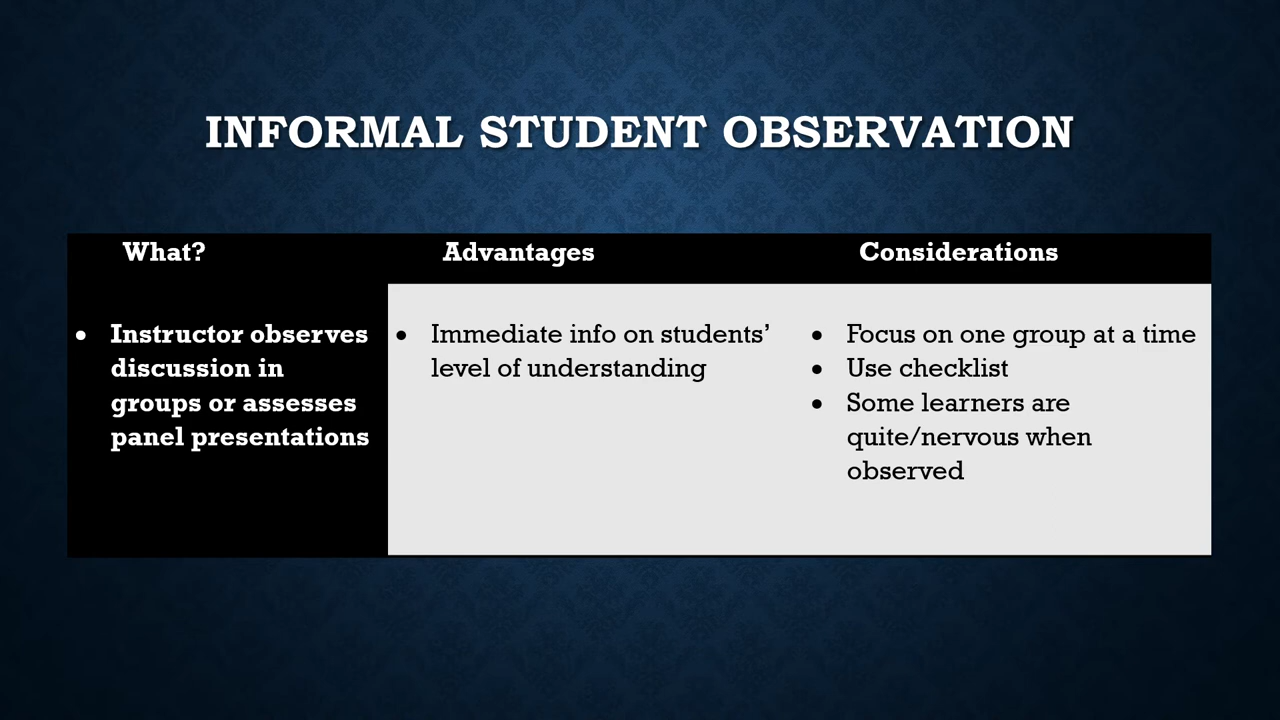 INFORMAL STUDENT OBSERVATION
What?
Advantages
Considerations
• Instructor observes
discussion in
groups or assesses
panel presentations
• Immediate info on students’
level of understanding
• Focus on one group at a time
• Use checklist
• Some learners are
quite/nervous when
observed